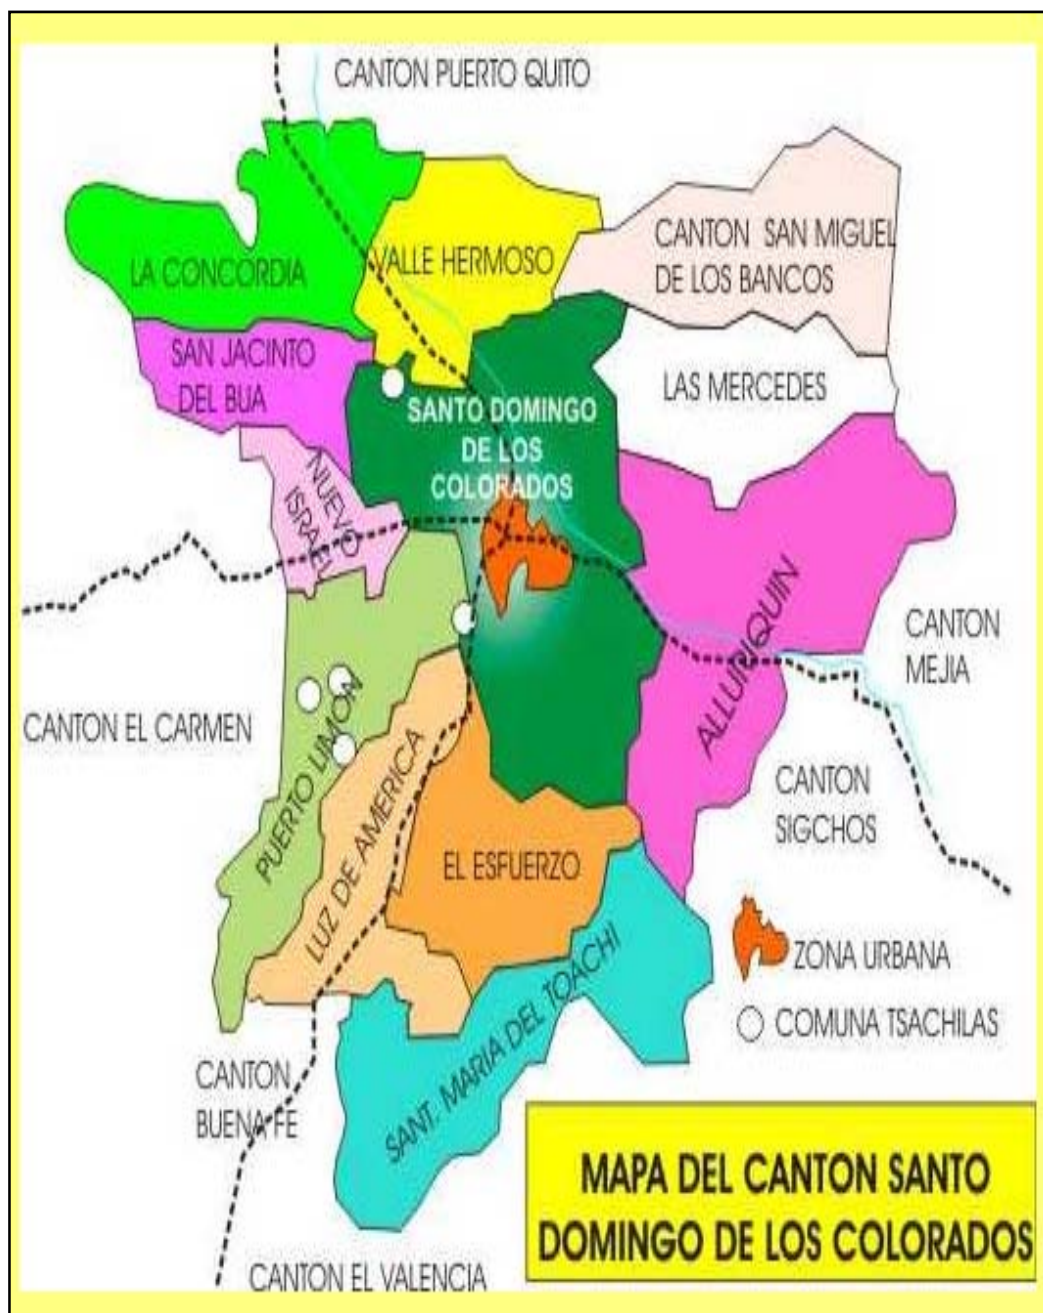 CANTON PUERTO QUITO
CANTON SAN MIGUEL
DE LOS BANCOS
VALLE HERMOSO
LA CONCORDIA
SAN JACINTO
DEL BUA
LAS MERCEDES
SANTO DOMINGO
DE LOS
COLORADOS
NUEVO
ISRAEL
ALLURIQUIN
CANTON
MEJIA
CANTON EL CARMEN
PUERTO LIMON
LUZ DE AMERICA
CANTON
SIGCHOS
EL ESFUERZO
ZONA URBANA
COMUNA TSACHILAS
SANT. MARIA DEL TOACHI
CANTON
BUENA FE
MAPA DEL CANTON SANTO
DOMINGO DE LOS COLORADOS
CANTON EL VALENCIA